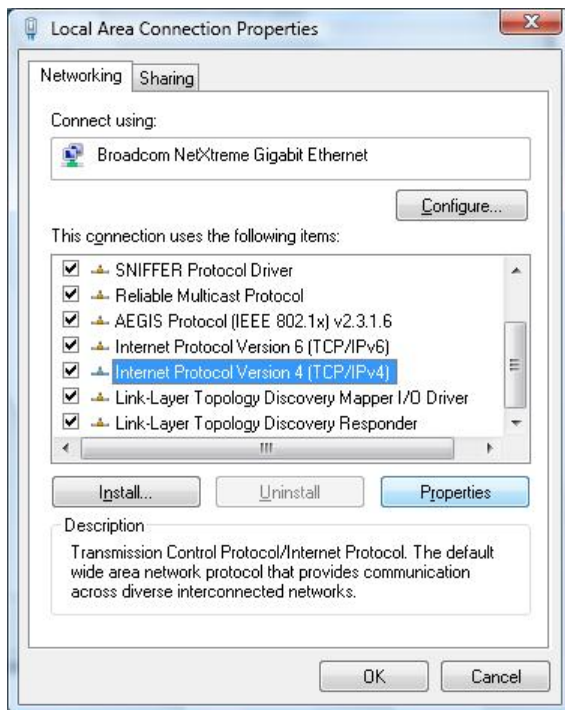 Local Area Connection Properties
Networking
Sharing
Connect using:
Broadcom NetXtreme Gigabit Ethernet
Configure...
This connection uses the following items:
SNIFFER Protocol Driver
Reliable Multicast Protocol
AEGIS Protocol (IEEE 802.1x) v2.3.1.6
Internet Protocol Version 6 (TCP/IPv6)
Internet Protocol Version 4 (TCP/IPv4)
Link-Layer Topology Discovery Mapper I/O Driver
Link-Layer Topology Discovery Responder
Install...
Uninstall
Properties
Description
Transmission Control Protocol/Internet Protocol. The default
wide area network protocol that provides communication
across diverse interconnected networks.
OK
Cancel